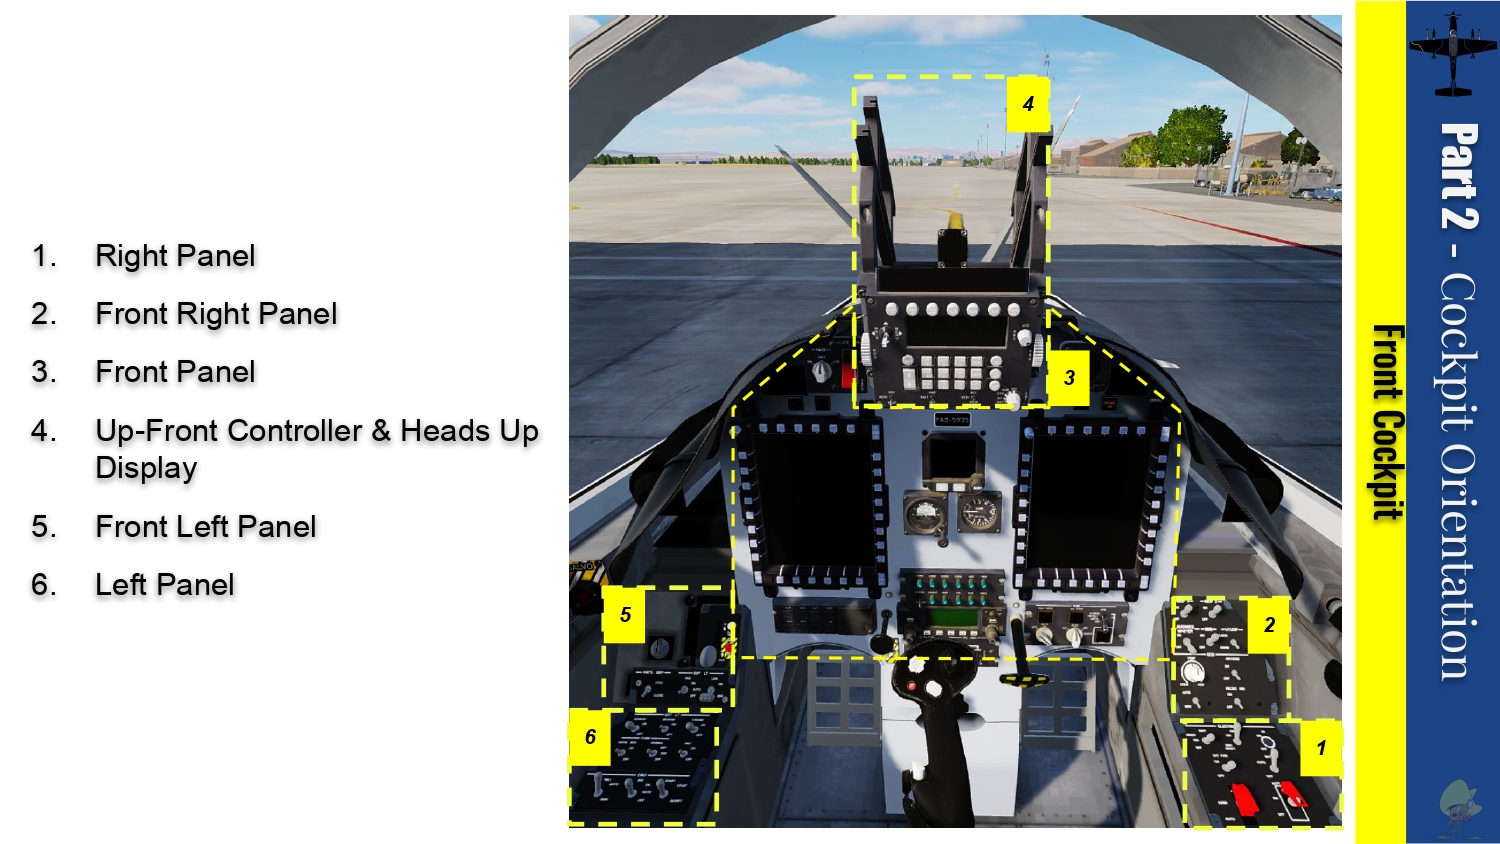 1. Right Panel
2. Front Right Panel
3. Front Panel
4. Up-Front Controller & Heads Up
Display
5. Front Left Panel
6. Left Panel
4
3
5
2
6
1
Part 2 - Cockpit Orientation
Front Cockpit